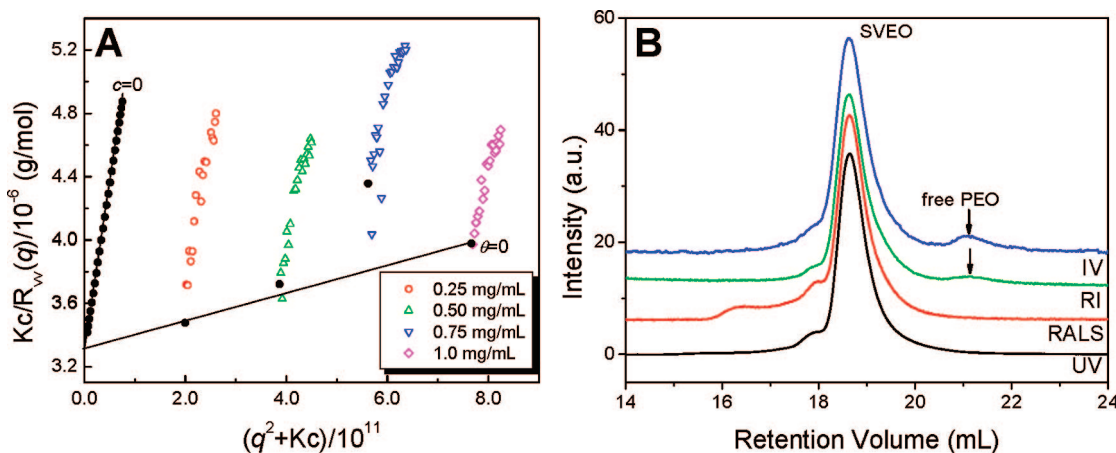 A
c=0
θ=0
0.25 mg/mL
0.50 mg/mL
0.75 mg/mL
1.0 mg/mL
Kc/R_vv(q)/10^-6 (g/mol)
5.2
4.8
4.4
4.0
3.6
3.2
0
2.0
4.0
6.0
8.0
(q²+Kc)/10^11
B
SVEO
free PEO
IV
RI
RALS
UV
Intensity (a.u.)
60
40
20
0
14
16
18
20
22
24
Retention Volume (mL)